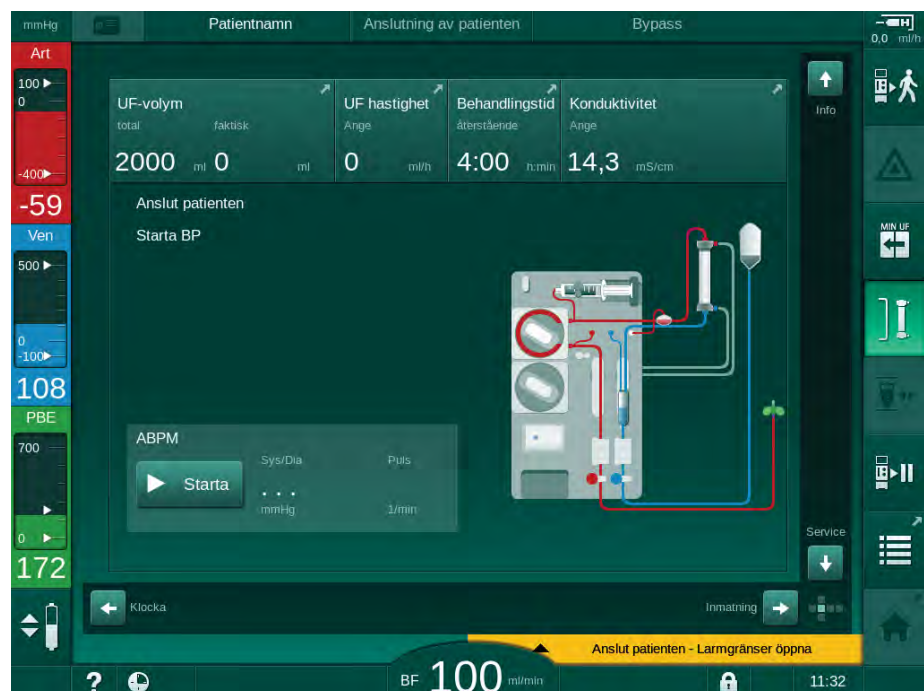 mmHg
Patientnamn
Anslutning av patienten
Bypass
0,0 ml/h
Art
100
0
-400
-59
Ven
500
0
-100
108
PBE
700
0
172
UF-volym
total faktisk
2000 ml 0 ml
UF hastighet
Ange
0 ml/h
Behandlingstid
återstående
4:00 h:min
Konduktivitet
Ange
14,3 mS/cm
Info
Anslut patienten
Starta BP
ABPM
Sys/Dia Puls
Starta
. . .
mmHg 1/min
MIN UF
Service
Klocka
Inmatning
Anslut patienten - Larmgränser öppna
?
BF 100 ml/min
11:32